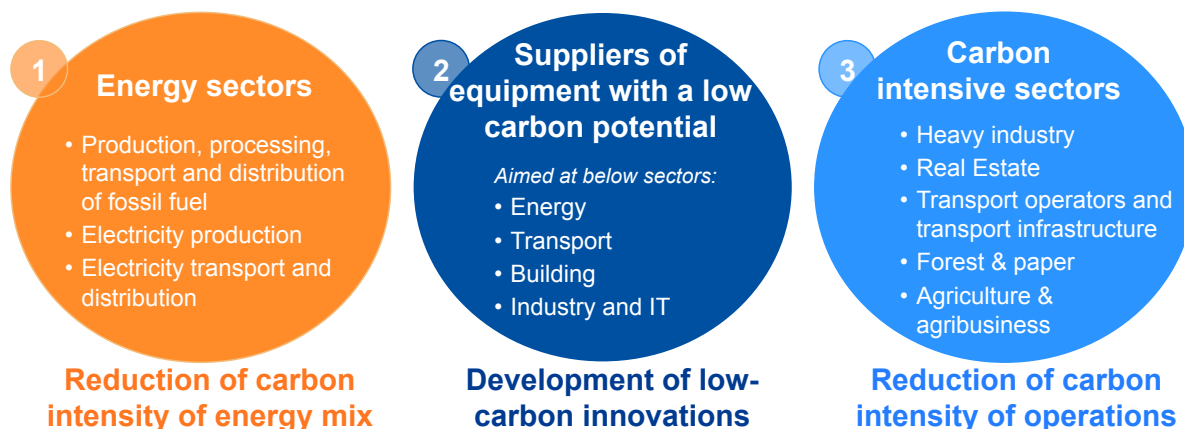 1
Energy sectors
• Production, processing,
transport and distribution
of fossil fuel
• Electricity production
• Electricity transport and
distribution
Reduction of carbon
intensity of energy mix
2
Suppliers of
equipment with a low
carbon potential
Aimed at below sectors:
• Energy
• Transport
• Building
• Industry and IT
Development of low-
carbon innovations
3
Carbon
intensive sectors
• Heavy industry
• Real Estate
• Transport operators and
transport infrastructure
• Forest & paper
• Agriculture &
agribusiness
Reduction of carbon
intensity of operations